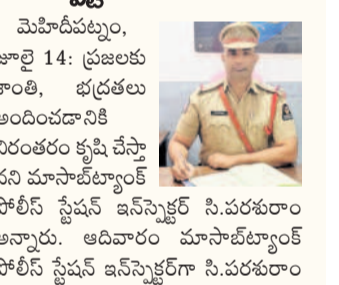 మెహిదీపట్నం,
జూలై 14: ప్రజలకు
శాంతి, భద్రతలు
అందించడానికి
నిరంతరం కృషి చేస్తా
నని మాసాబ్‌ట్యాంక్
పోలీస్ స్టేషన్ ఇన్‌స్పెక్టర్ సి.పరశురాం
అన్నారు. ఆదివారం మాసాబ్‌ట్యాంక్
పోలీస్ స్టేషన్ ఇన్‌స్పెక్టర్‌గా సి.పరశురాం